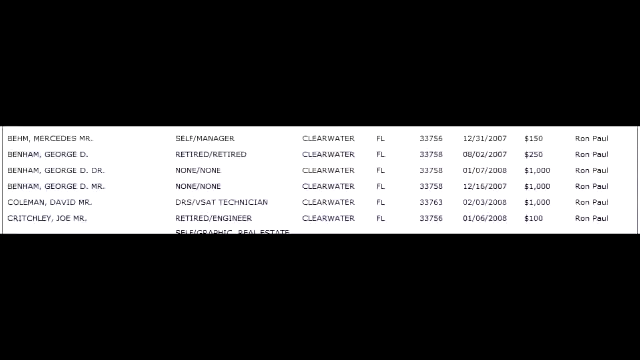 BEHM, MERCEDES MR. SELF/MANAGER CLEARWATER FL 33756 12/31/2007 $150 Ron Paul
BENHAM, GEORGE D. RETIRED/RETIRED CLEARWATER FL 33758 08/02/2007 $250 Ron Paul
BENHAM, GEORGE D. DR. NONE/NONE CLEARWATER FL 33758 01/07/2008 $1,000 Ron Paul
BENHAM, GEORGE D. MR. NONE/NONE CLEARWATER FL 33758 12/16/2007 $1,000 Ron Paul
COLEMAN, DAVID MR. DRS/VSAT TECHNICIAN CLEARWATER FL 33763 02/03/2008 $1,000 Ron Paul
CRITCHLEY, JOE MR. RETIRED/ENGINEER CLEARWATER FL 33756 01/06/2008 $100 Ron Paul
SELF/GRAPHIC, REAL ESTATE